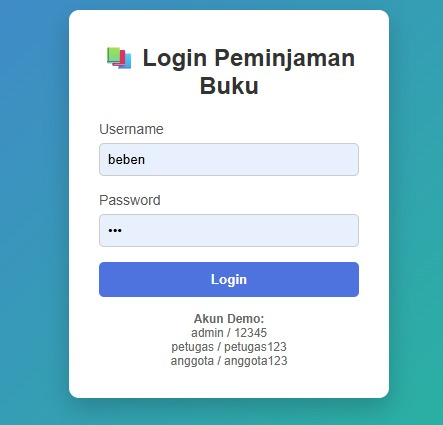 Login Peminjaman
Buku
Username
beben
Password
•••
Login
Akun Demo:
admin / 12345
petugas / petugas123
anggota / anggota123